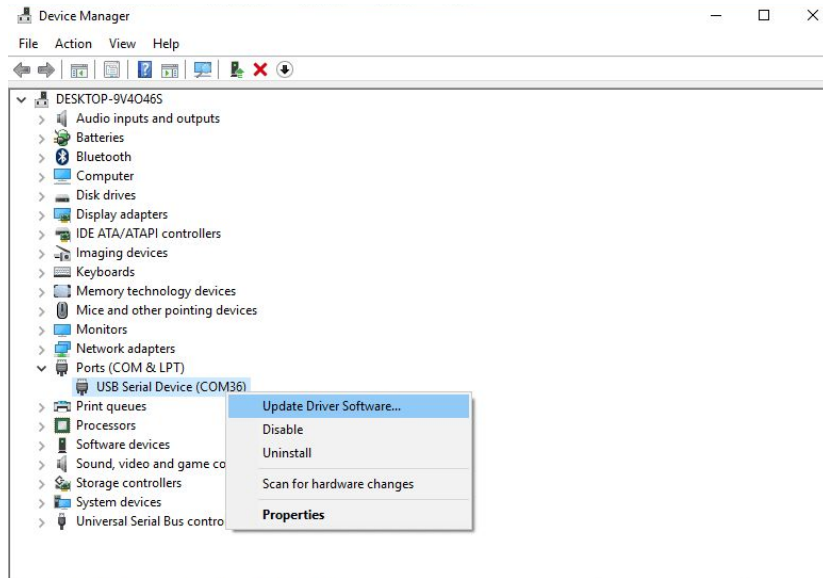 Device Manager
File Action View Help
DESKTOP-9V4O46S
Audio inputs and outputs
Batteries
Bluetooth
Computer
Disk drives
Display adapters
IDE ATA/ATAPI controllers
Imaging devices
Keyboards
Memory technology devices
Mice and other pointing devices
Monitors
Network adapters
Ports (COM & LPT)
USB Serial Device (COM36)
Print queues
Processors
Software devices
Sound, video and game co
Storage controllers
System devices
Universal Serial Bus contro
Update Driver Software...
Disable
Uninstall
Scan for hardware changes
Properties